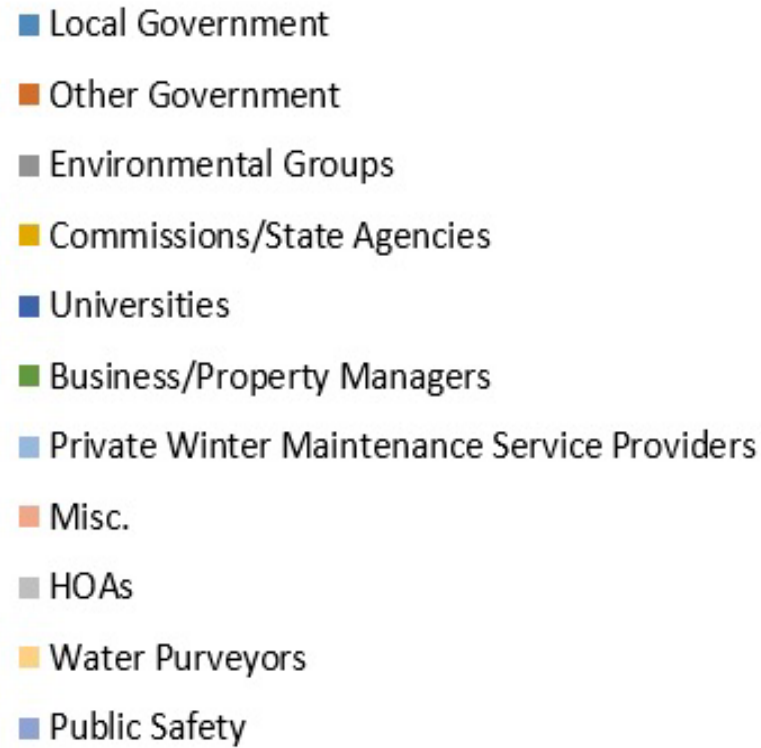 Local Government
Other Government
Environmental Groups
Commissions/State Agencies
Universities
Business/Property Managers
Private Winter Maintenance Service Providers
Misc.
HOAs
Water Purveyors
Public Safety